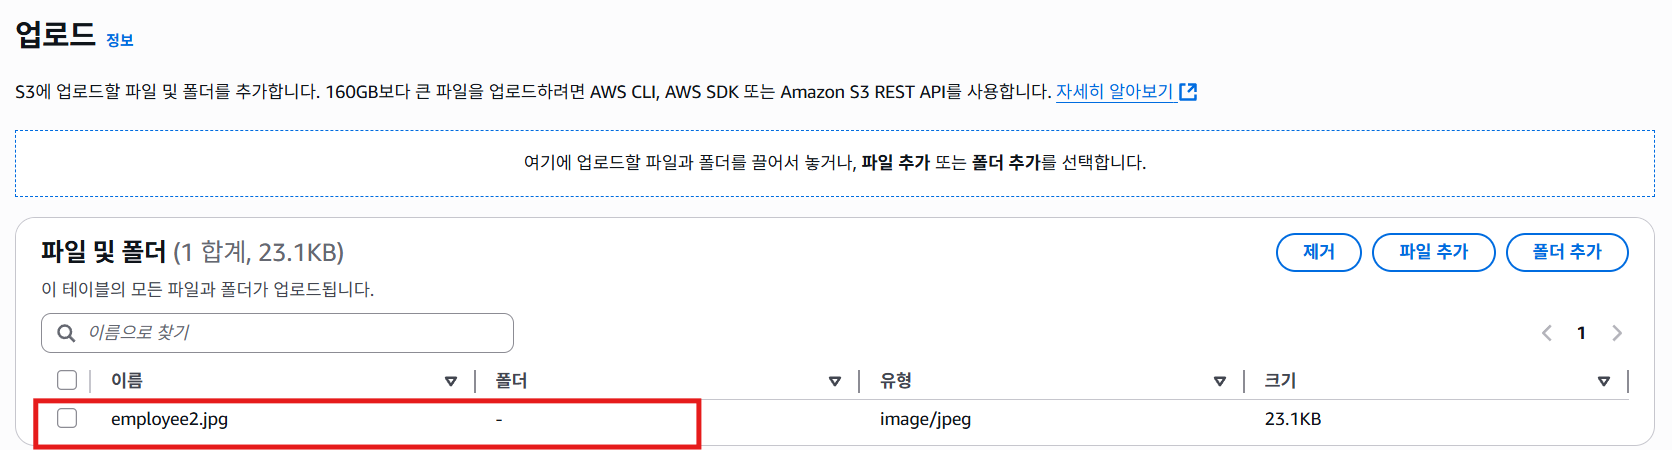 업로드 정보
S3에 업로드할 파일 및 폴더를 추가합니다. 160GB보다 큰 파일을 업로드하려면 AWS CLI, AWS SDK 또는 Amazon S3 REST API를 사용합니다. 자세히 알아보기
여기에 업로드할 파일과 폴더를 끌어서 놓거나, 파일 추가 또는 폴더 추가를 선택합니다.
파일 및 폴더 (1 합계, 23.1KB) 제거 파일 추가 폴더 추가
이 테이블의 모든 파일과 폴더가 업로드됩니다.
이름으로 찾기 1
이름 폴더 유형 크기
employee2.jpg - image/jpeg 23.1KB